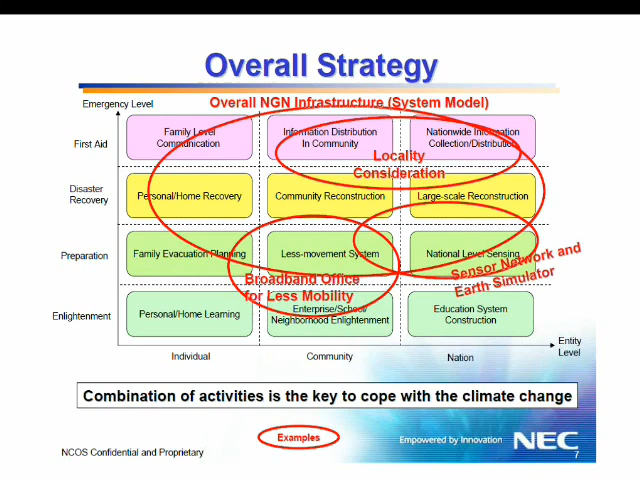 Overall Strategy
Emergency Level
Overall NGN Infrastructure (System Model)
First Aid
Family Level
Communication
Information Distribution
In Community
Nationwide Information
Collection/Distribution
Locality
Consideration
Disaster
Recovery
Personal/Home Recovery
Community Reconstruction
Large-scale Reconstruction
Preparation
Family Evacuation Planning
Less-movement System
National Level Sensing
Sensor Network and
Earth Simulator
Broadband Office
for Less Mobility
Enlightenment
Personal/Home Learning
Enterprise/School/
Neighborhood Enlightenment
Education System
Construction
Entity
Level
Individual
Community
Nation
Combination of activities is the key to cope with the climate change
Examples
NCOS Confidential and Proprietary
Empowered by Innovation
NEC
7